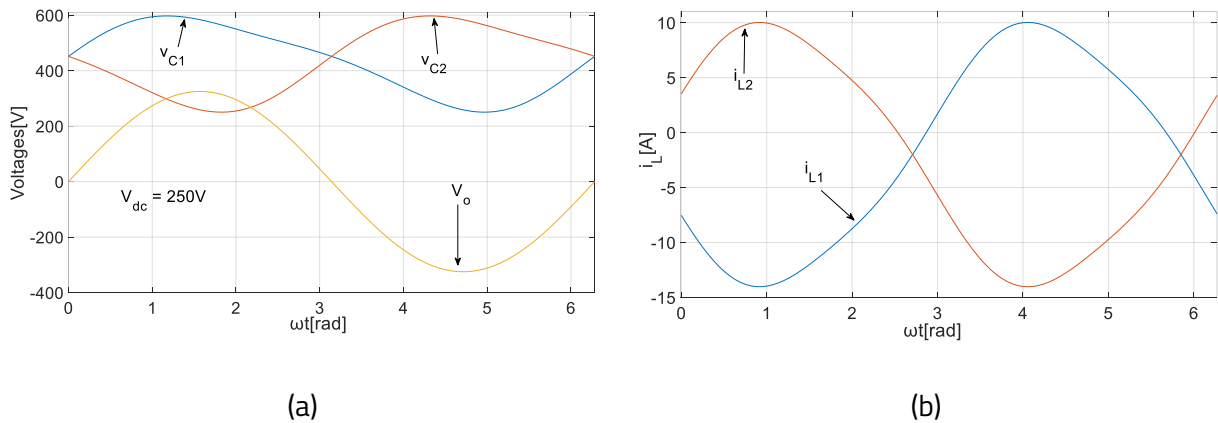 600
400
200
0
-200
-400
Voltages[V]
v_C1
v_C2
V_dc = 250V
V_o
0
1
2
3
4
5
6
ωt[rad]
(a)
10
5
0
-5
-10
-15
i_L[A]
i_L2
i_L1
0
1
2
3
4
5
6
ωt[rad]
(b)